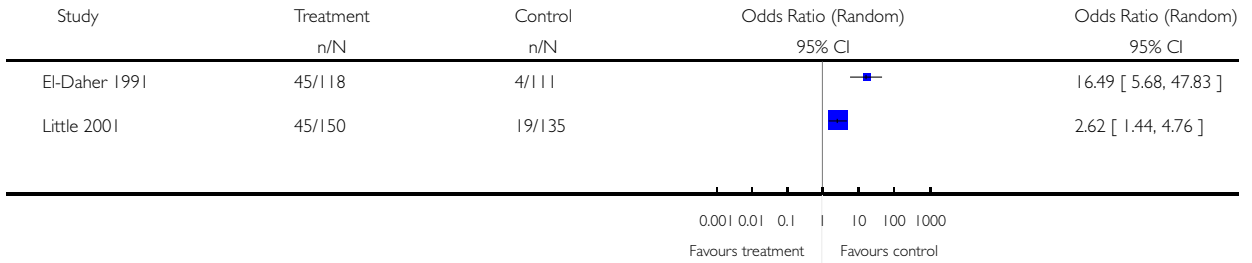 Study Treatment Control Odds Ratio (Random) Odds Ratio (Random)
n/N n/N 95% CI 95% CI
El-Daher 1991 45/118 4/111 16.49 [ 5.68, 47.83 ]
Little 2001 45/150 19/135 2.62 [ 1.44, 4.76 ]
0.001 0.01 0.1 1 10 100 1000
Favours treatment Favours control